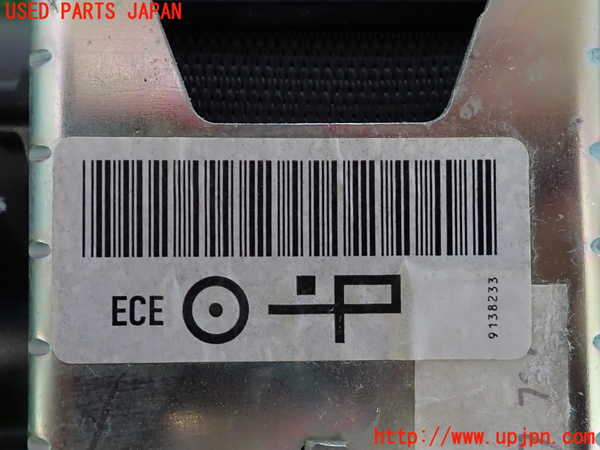 USED PARTS JAPAN
ECE
9138233
http://www.upjpn.com/